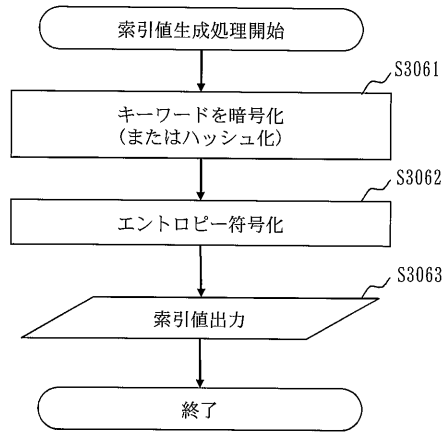 索引値生成処理開始
S3061
キーワードを暗号化
(またはハッシュ化)
S3062
エントロピー符号化
S3063
索引値出力
終了